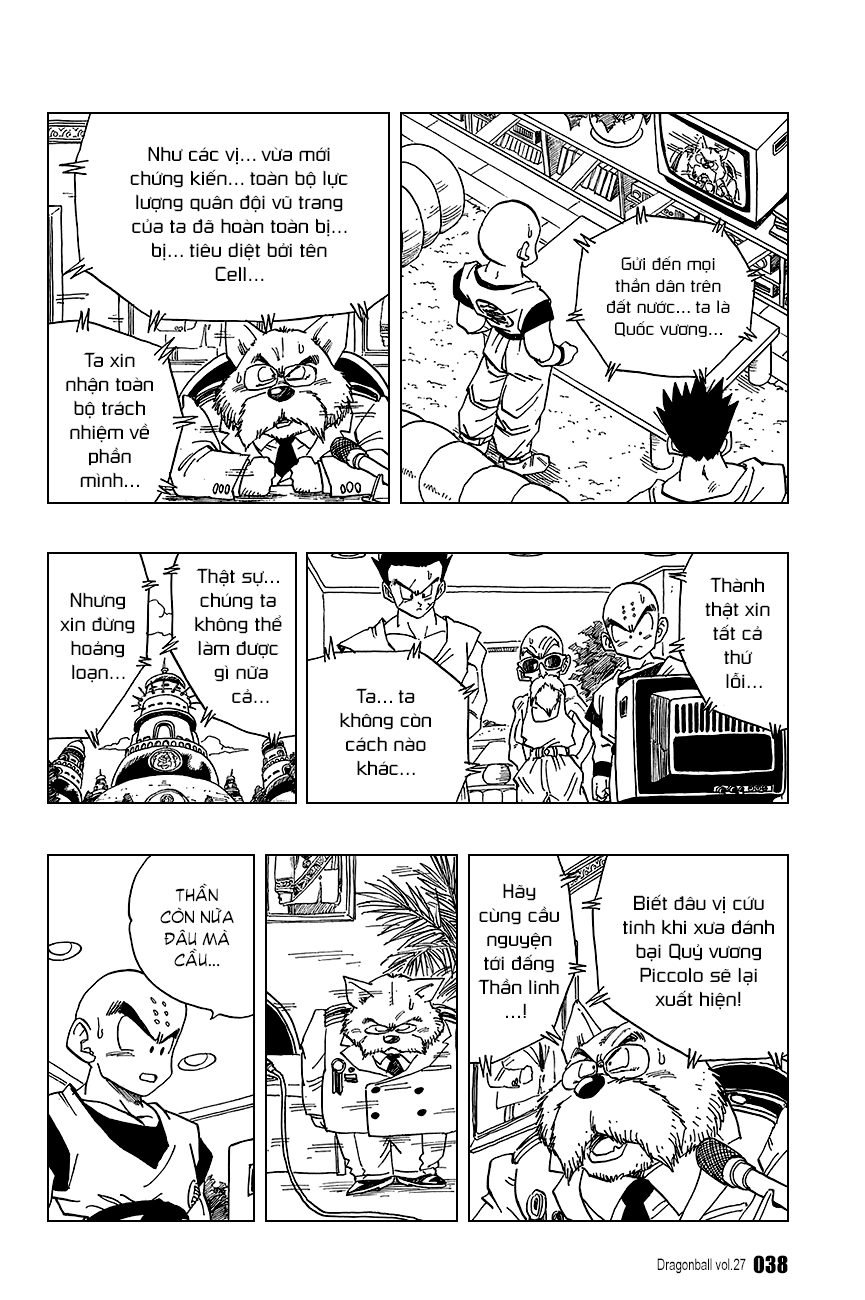 Gửi đến mọi
thần dân trên
đất nước... ta là
Quốc vương...
Như các vị... vừa mới
chứng kiến... toàn bộ lực
lượng quân đội vũ trang
của ta đã hoàn toàn bị...
bị... tiêu diệt bởi tên
Cell...
Ta xin
nhận toàn
bộ trách
nhiệm về
phần
mình...
Thành
thật xin
tất cả
thứ
lỗi...
Ta... ta
không còn
cách nào
khác...
Thật sự...
chúng ta
không thể
làm được
gì nữa
cả...
Nhưng
xin đừng
hoảng
loạn...
Biết đâu vị cứu
tinh khi xưa đánh
bại Quỷ vương
Piccolo sẽ lại
xuất hiện!
Hãy
cùng cầu
nguyện
tới đấng
Thần linh
...!
THẦN
CÒN NỮA
ĐÂU MÀ
CẦU...
Dragonball vol.27 038